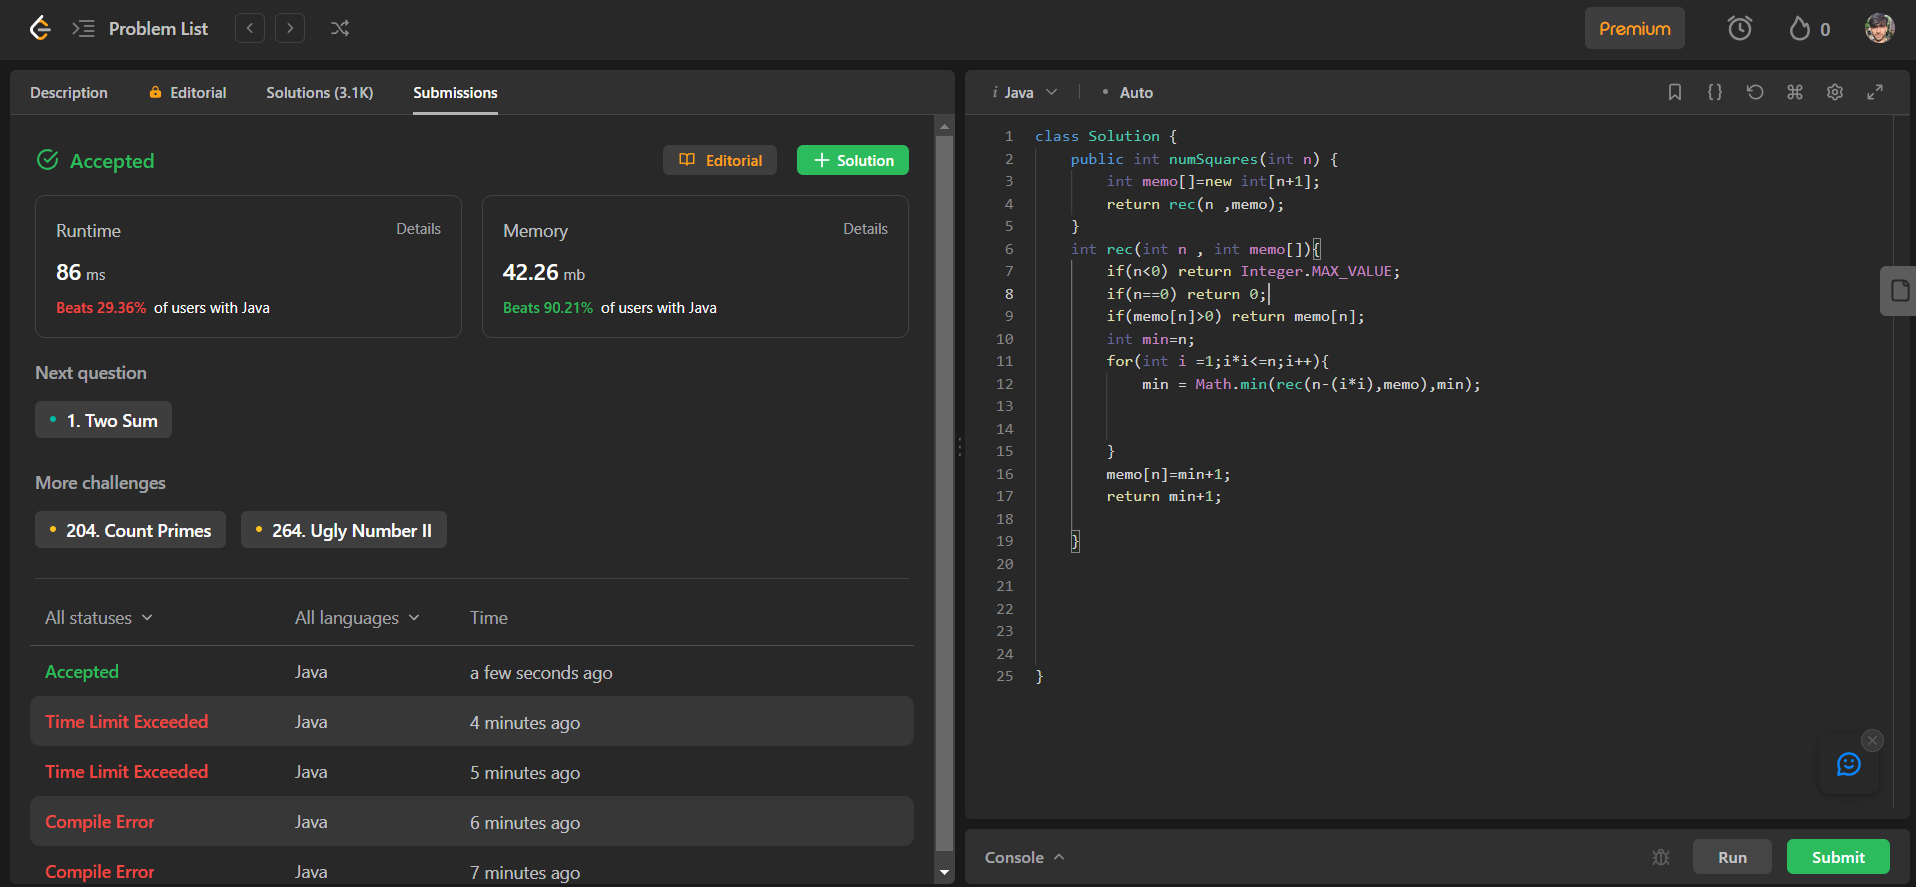 Problem List
Premium
0
Description
Editorial
Solutions (3.1K)
Submissions
Accepted
Editorial
+ Solution
Runtime
Details
86 ms
Beats 29.36% of users with Java
Memory
Details
42.26 mb
Beats 90.21% of users with Java
Next question
1. Two Sum
More challenges
204. Count Primes
264. Ugly Number II
All statuses
All languages
Time
Accepted Java a few seconds ago
Time Limit Exceeded Java 4 minutes ago
Time Limit Exceeded Java 5 minutes ago
Compile Error Java 6 minutes ago
Compile Error Java 7 minutes ago
i Java
• Auto
1 class Solution {
2     public int numSquares(int n) {
3         int memo[]=new int[n+1];
4         return rec(n ,memo);
5     }
6     int rec(int n , int memo[]){
7         if(n<0) return Integer.MAX_VALUE;
8         if(n==0) return 0;
9         if(memo[n]>0) return memo[n];
10         int min=n;
11         for(int i =1;i*i<=n;i++){
12             min = Math.min(rec(n-(i*i),memo),min);
13
14
15         }
16         memo[n]=min+1;
17         return min+1;
18
19     }
20
21
22
23
24
25 }
Console
Run
Submit